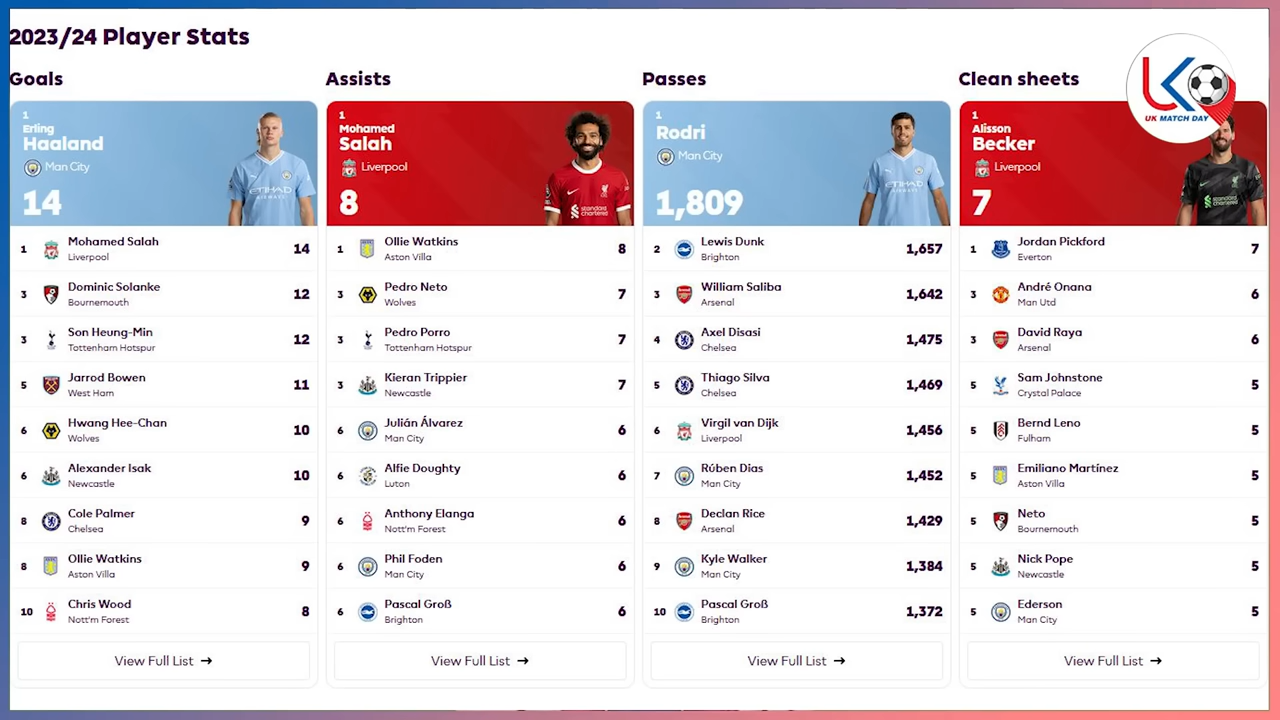 2023/24 Player Stats
UK MATCH DAY
Goals
1
Erling
Haaland
Man City
14
1 Mohamed Salah 14
Liverpool
3 Dominic Solanke 12
Bournemouth
3 Son Heung-Min 12
Tottenham Hotspur
5 Jarrod Bowen 11
West Ham
6 Hwang Hee-Chan 10
Wolves
6 Alexander Isak 10
Newcastle
8 Cole Palmer 9
Chelsea
8 Ollie Watkins 9
Aston Villa
10 Chris Wood 8
Nott'm Forest
View Full List →
Assists
1
Mohamed
Salah
Liverpool
8
standard
chartered
1 Ollie Watkins 8
Aston Villa
3 Pedro Neto 7
Wolves
3 Pedro Porro 7
Tottenham Hotspur
3 Kieran Trippier 7
Newcastle
6 Julián Álvarez 6
Man City
6 Alfie Doughty 6
Luton
6 Anthony Elanga 6
Nott'm Forest
6 Phil Foden 6
Man City
6 Pascal Groß 6
Brighton
View Full List →
Passes
1
Rodri
Man City
1,809
2 Lewis Dunk 1,657
Brighton
3 William Saliba 1,642
Arsenal
4 Axel Disasi 1,475
Chelsea
5 Thiago Silva 1,469
Chelsea
6 Virgil van Dijk 1,456
Liverpool
7 Rúben Dias 1,452
Man City
8 Declan Rice 1,429
Arsenal
9 Kyle Walker 1,384
Man City
10 Pascal Groß 1,372
Brighton
View Full List →
Clean sheets
1
Alisson
Becker
Liverpool
7
standard
chartered
1 Jordan Pickford 7
Everton
3 André Onana 6
Man Utd
3 David Raya 6
Arsenal
5 Sam Johnstone 5
Crystal Palace
5 Bernd Leno 5
Fulham
5 Emiliano Martínez 5
Aston Villa
5 Neto 5
Bournemouth
5 Nick Pope 5
Newcastle
5 Ederson 5
Man City
View Full List →